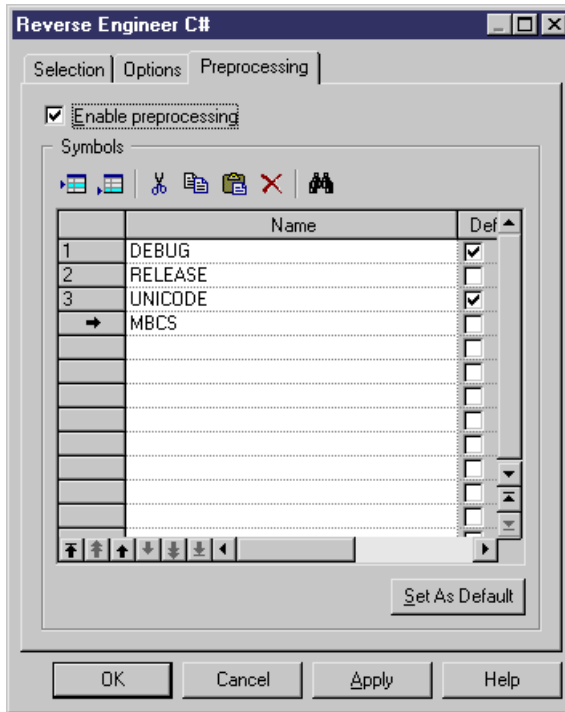 Reverse Engineer C#
Selection Options Preprocessing
Enable preprocessing
Symbols
Name Def
1 DEBUG
2 RELEASE
3 UNICODE
MBCS
Set As Default
OK Cancel Apply Help